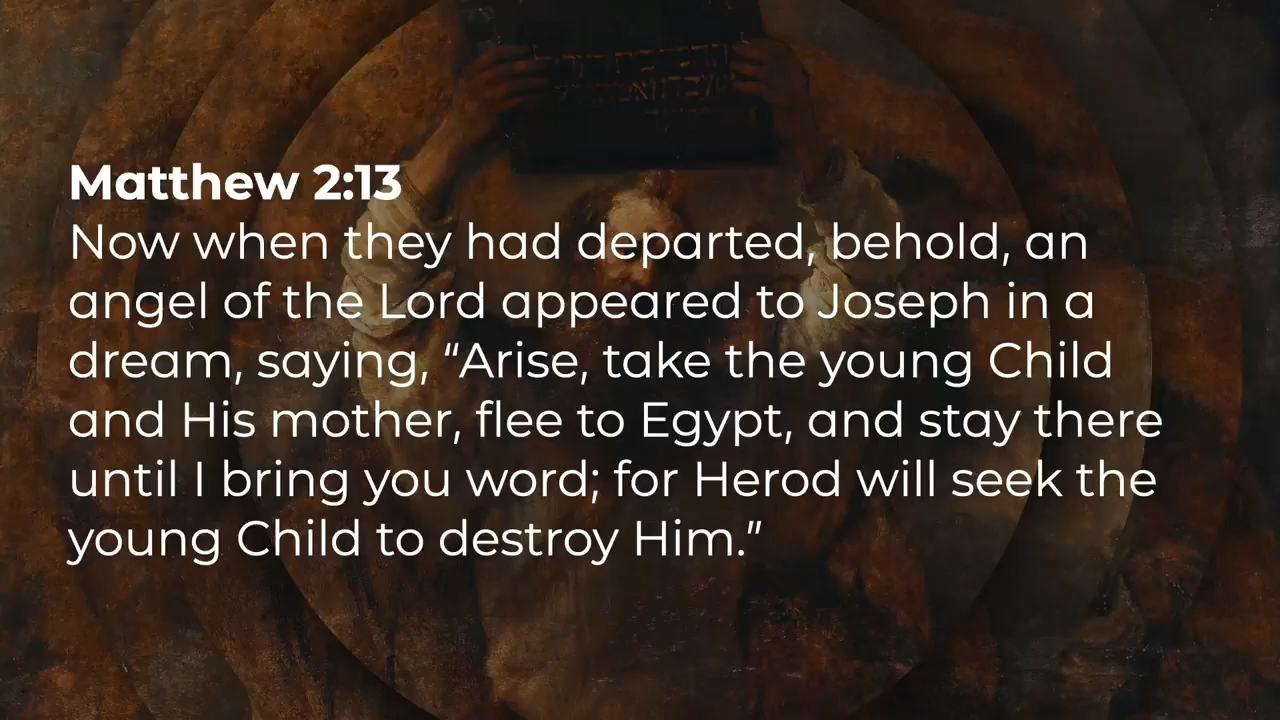 Matthew 2:13
Now when they had departed, behold, an
angel of the Lord appeared to Joseph in a
dream, saying, “Arise, take the young Child
and His mother, flee to Egypt, and stay there
until I bring you word; for Herod will seek the
young Child to destroy Him.”